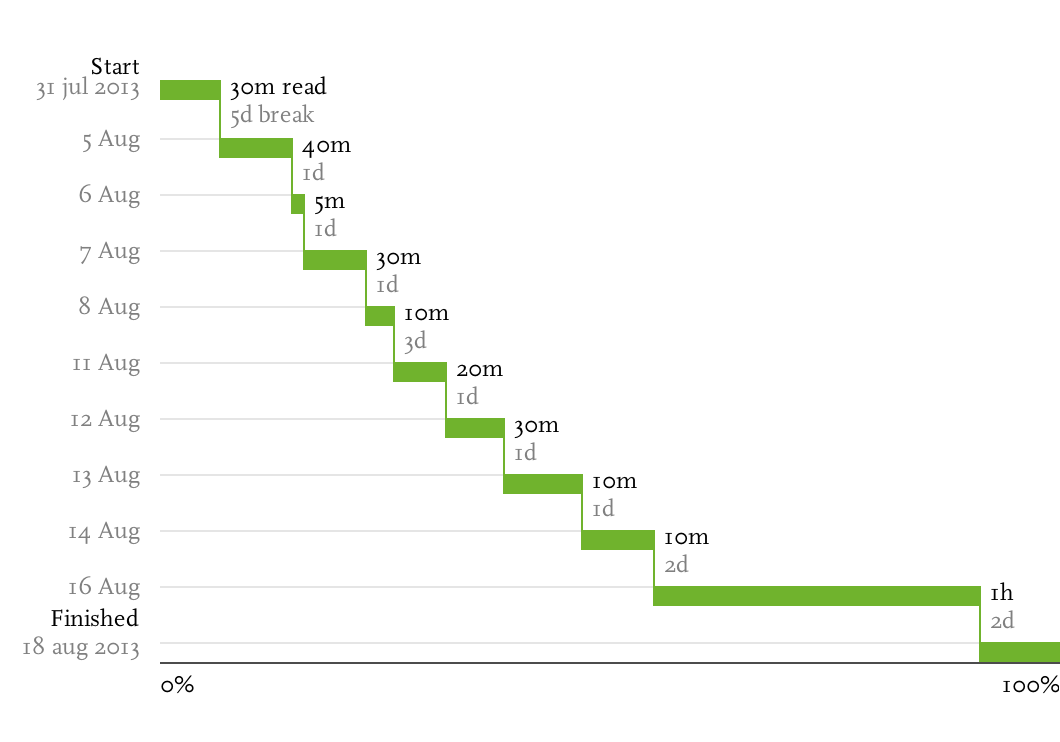 Start
31 jul 2013
30m read
5d break
5 Aug
40m
1d
6 Aug
5m
1d
7 Aug
30m
1d
8 Aug
10m
3d
11 Aug
20m
1d
12 Aug
30m
1d
13 Aug
10m
1d
14 Aug
10m
2d
16 Aug
1h
Finished
2d
18 aug 2013
0%
100%